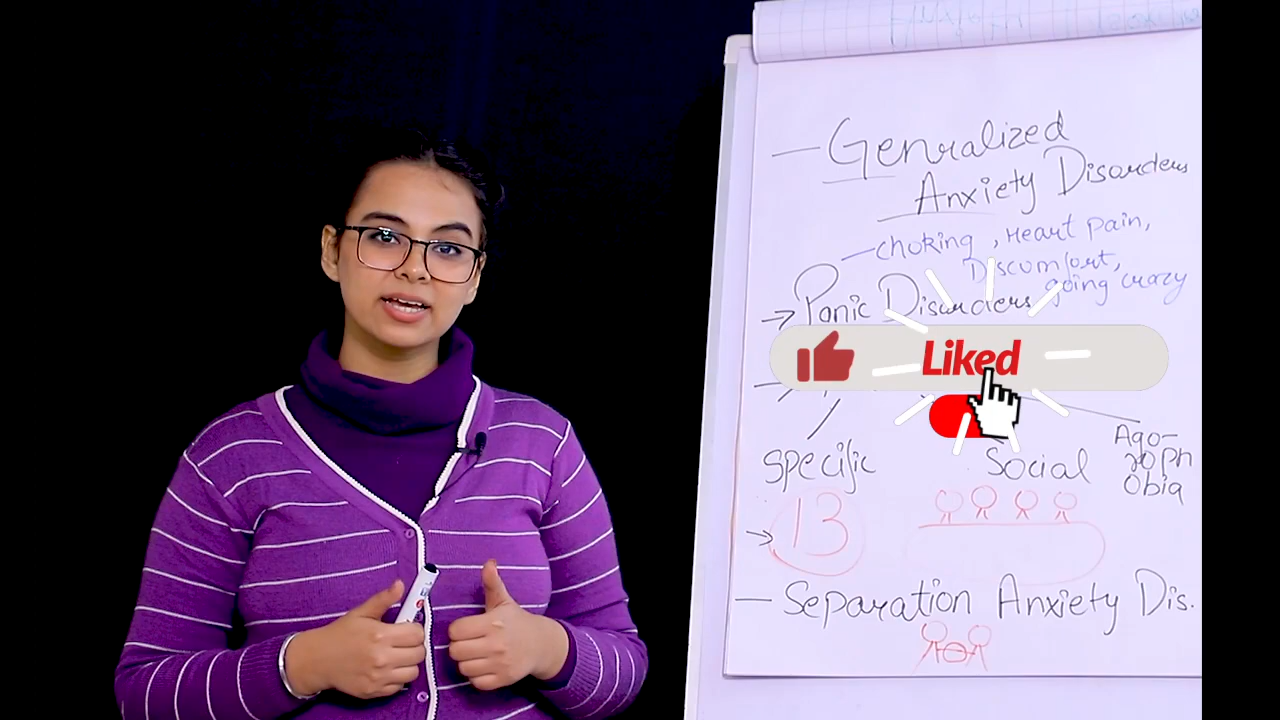 — Genralized
Anxiety Disorders
— choking, Heart pain,
Discomfort,
going crazy
→ Panic Disorders
Liked
Specific
Social
Ago-
raph
obia
→ 13
— Separation Anxiety Dis.